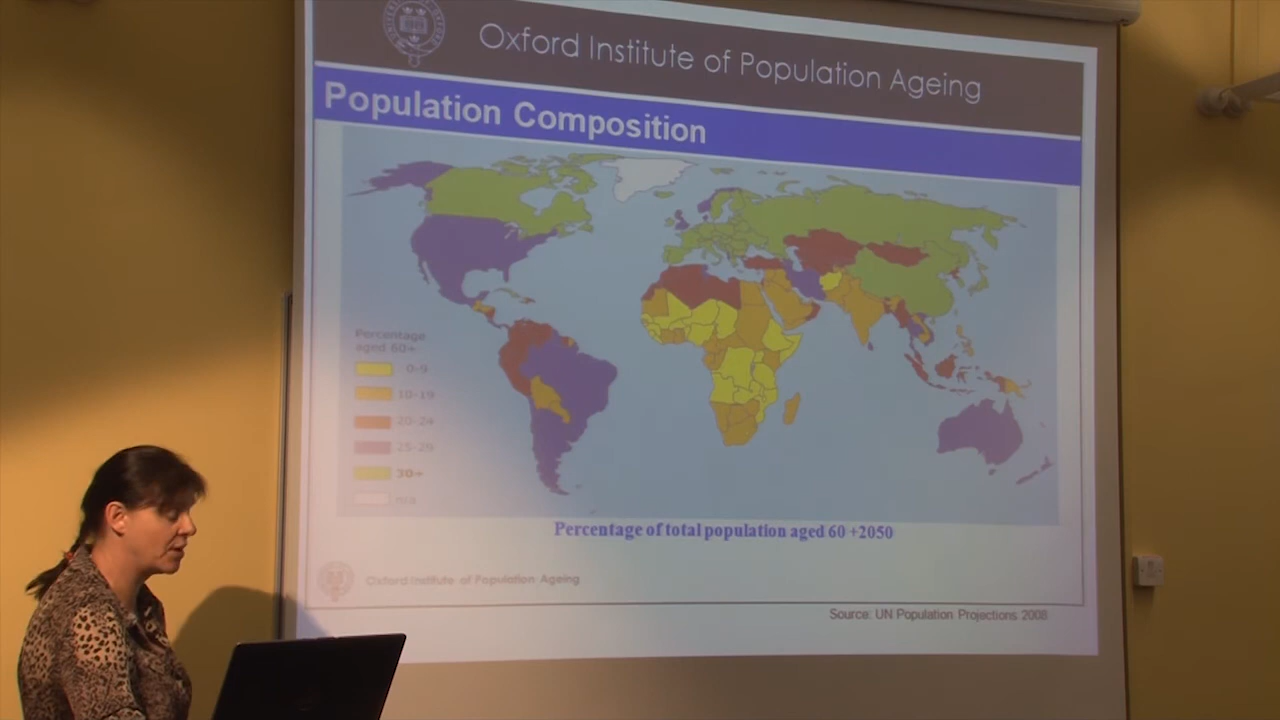 Oxford Institute of Population Ageing
Population Composition
Percentage
aged 60+
0-9
10-19
20-24
25-29
30+
n/a
Percentage of total population aged 60 +2050
Oxford Institute of Population Ageing
Source: UN Population Projections 2008